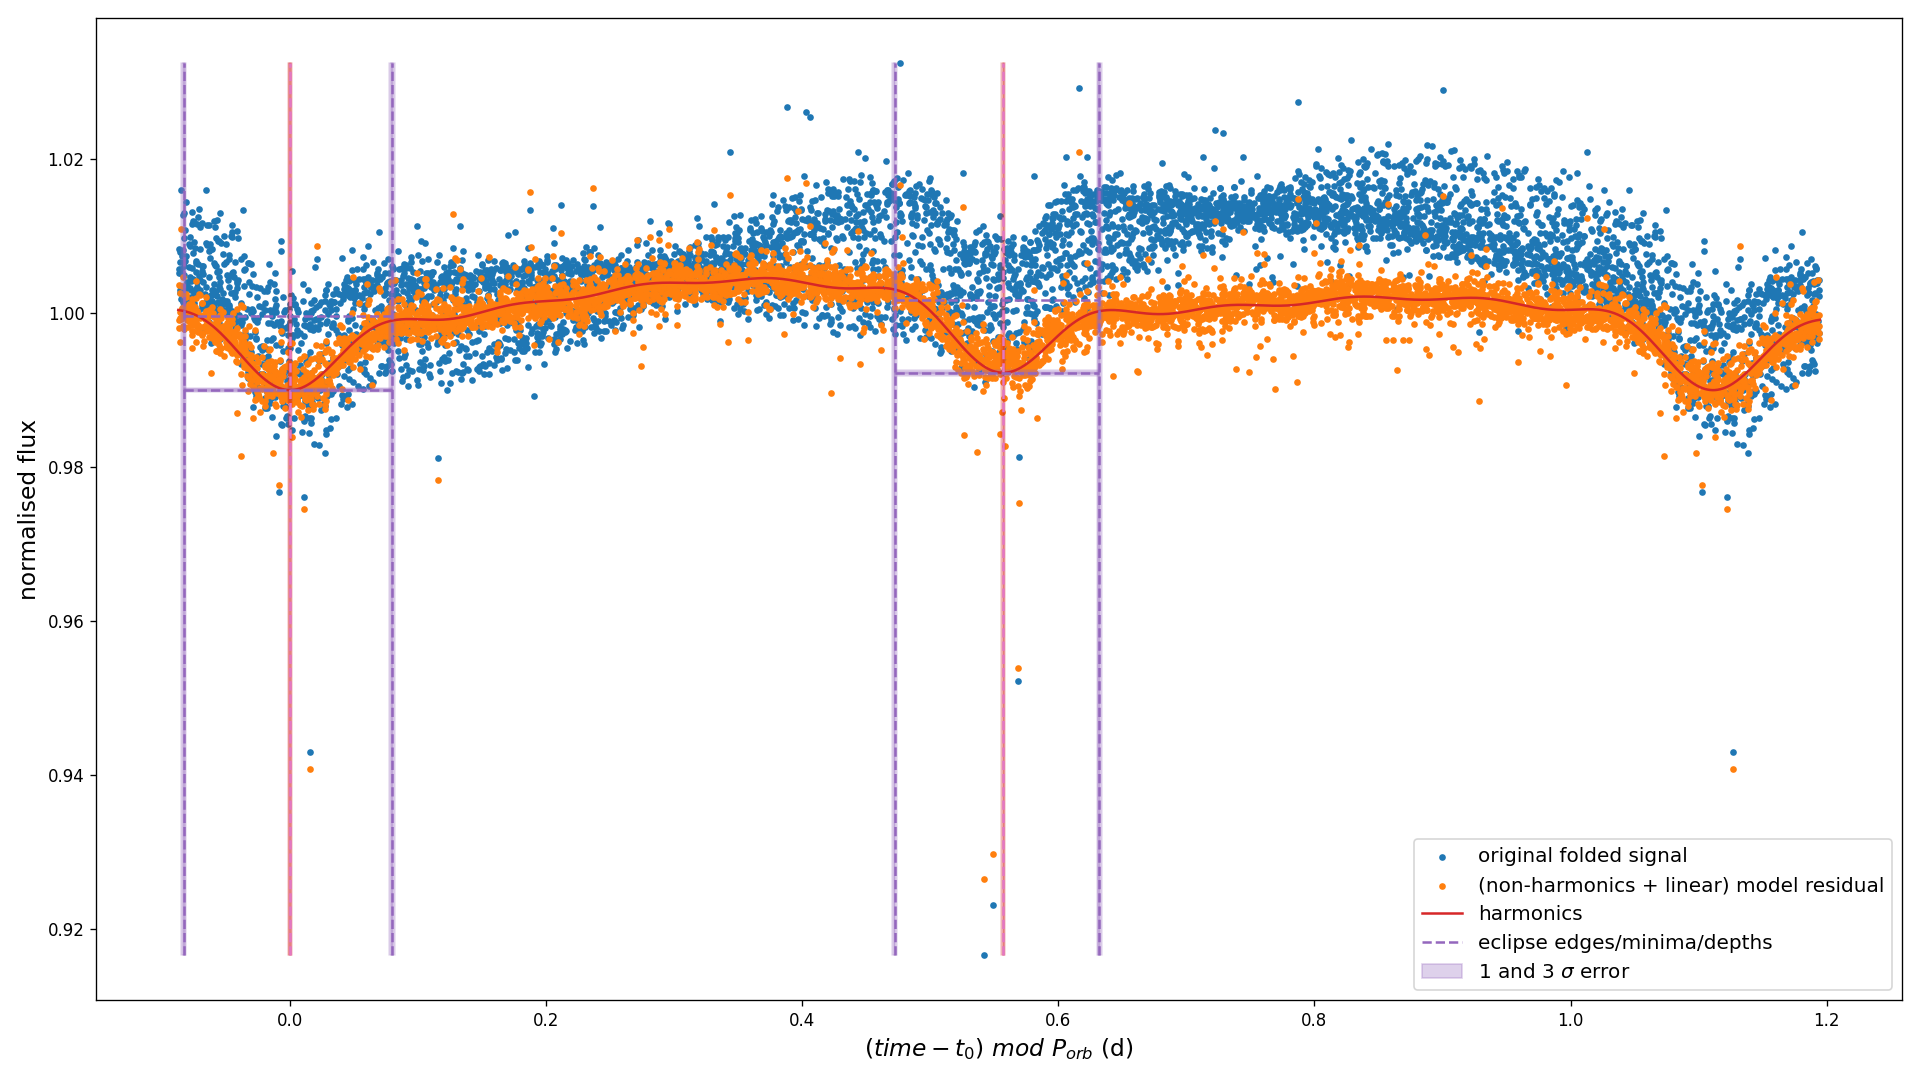 normalised flux
1.02
1.00
0.98
0.96
0.94
0.92
0.0
0.2
0.4
0.6
0.8
1.0
1.2
(time − t₀) mod P_orb (d)
original folded signal
(non-harmonics + linear) model residual
harmonics
eclipse edges/minima/depths
1 and 3 σ error